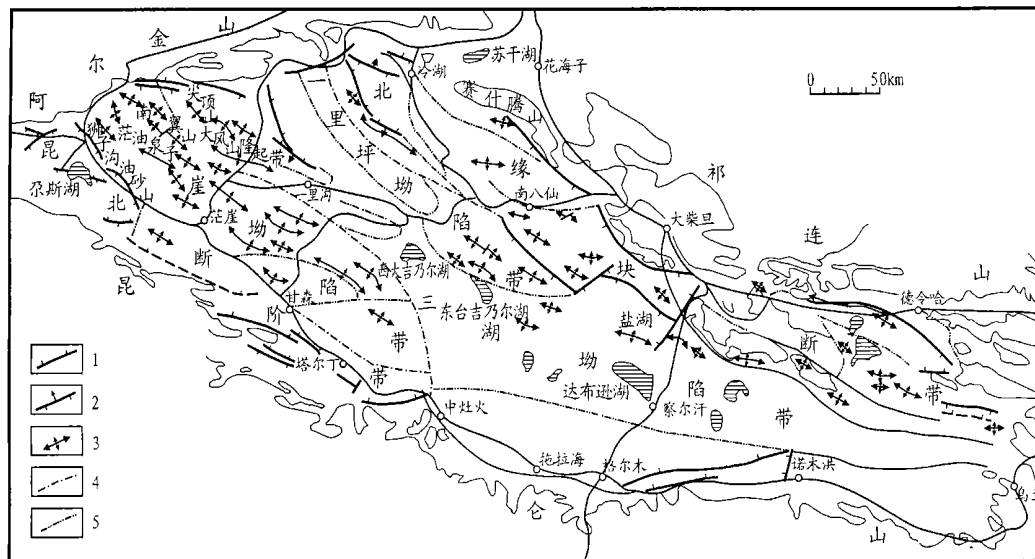 阿尔金山
苏干湖
花海子
0 50km
冷湖
赛什腾山
祁连山
尖顶山
南翼山
大风山隆起带
茫崖坳陷带
油泉子
狮子沟
油砂山
尕斯湖
昆北断阶带
一里坪坳陷带
北缘块断带
一里沟
南八仙
大柴旦
茫崖
西大吉乃尔湖
东台吉乃尔湖
三湖坳陷带
甘森
盐湖
德令哈
塔尔丁
达布逊湖
察尔汗
中灶火
拖拉海
格尔木
诺木洪
昆仑山
1
2
3
4
5